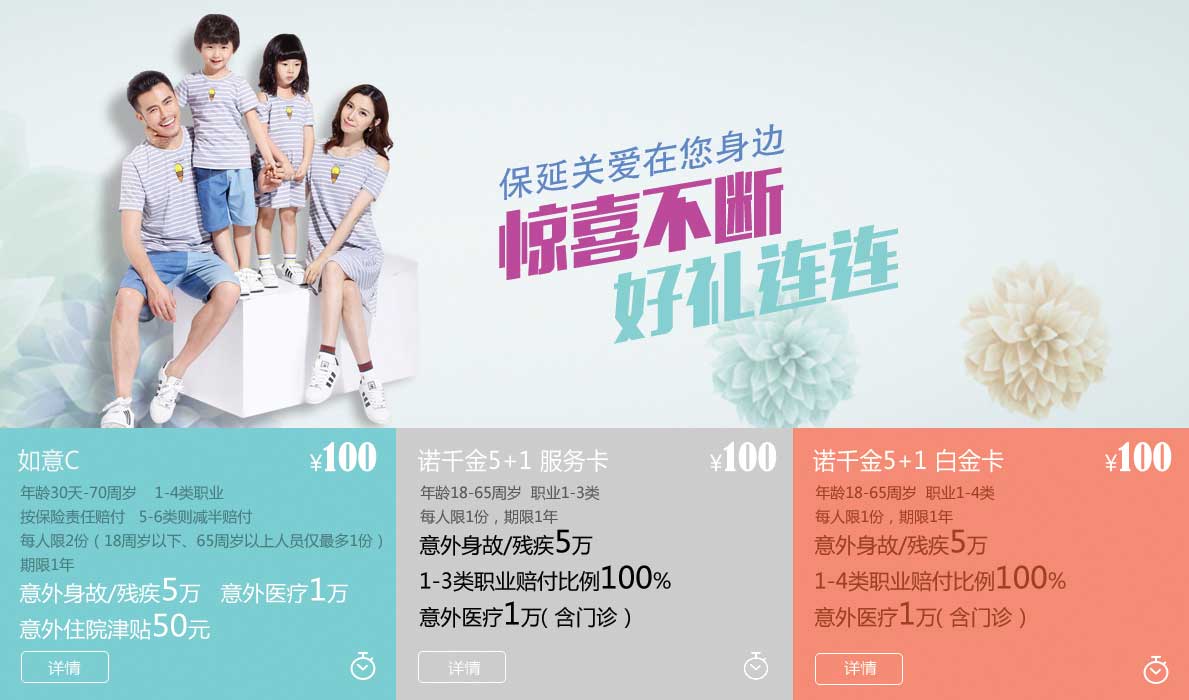 保延关爱在您身边
惊喜不断
好礼连连
如意C ¥100
年龄30天-70周岁 1-4类职业
按保险责任赔付 5-6类则减半赔付
每人限2份（18周岁以下、65周岁以上人员仅最多1份）
期限1年
意外身故/残疾5万 意外医疗1万
意外住院津贴50元
详情
诺千金5+1 服务卡 ¥100
年龄18-65周岁 职业1-3类
每人限1份，期限1年
意外身故/残疾5万
1-3类职业赔付比例100%
意外医疗1万( 含门诊 )
详情
诺千金5+1 白金卡 ¥100
年龄18-65周岁 职业1-4类
每人限1份，期限1年
意外身故/残疾5万
1-4类职业赔付比例100%
意外医疗1万( 含门诊 )
详情